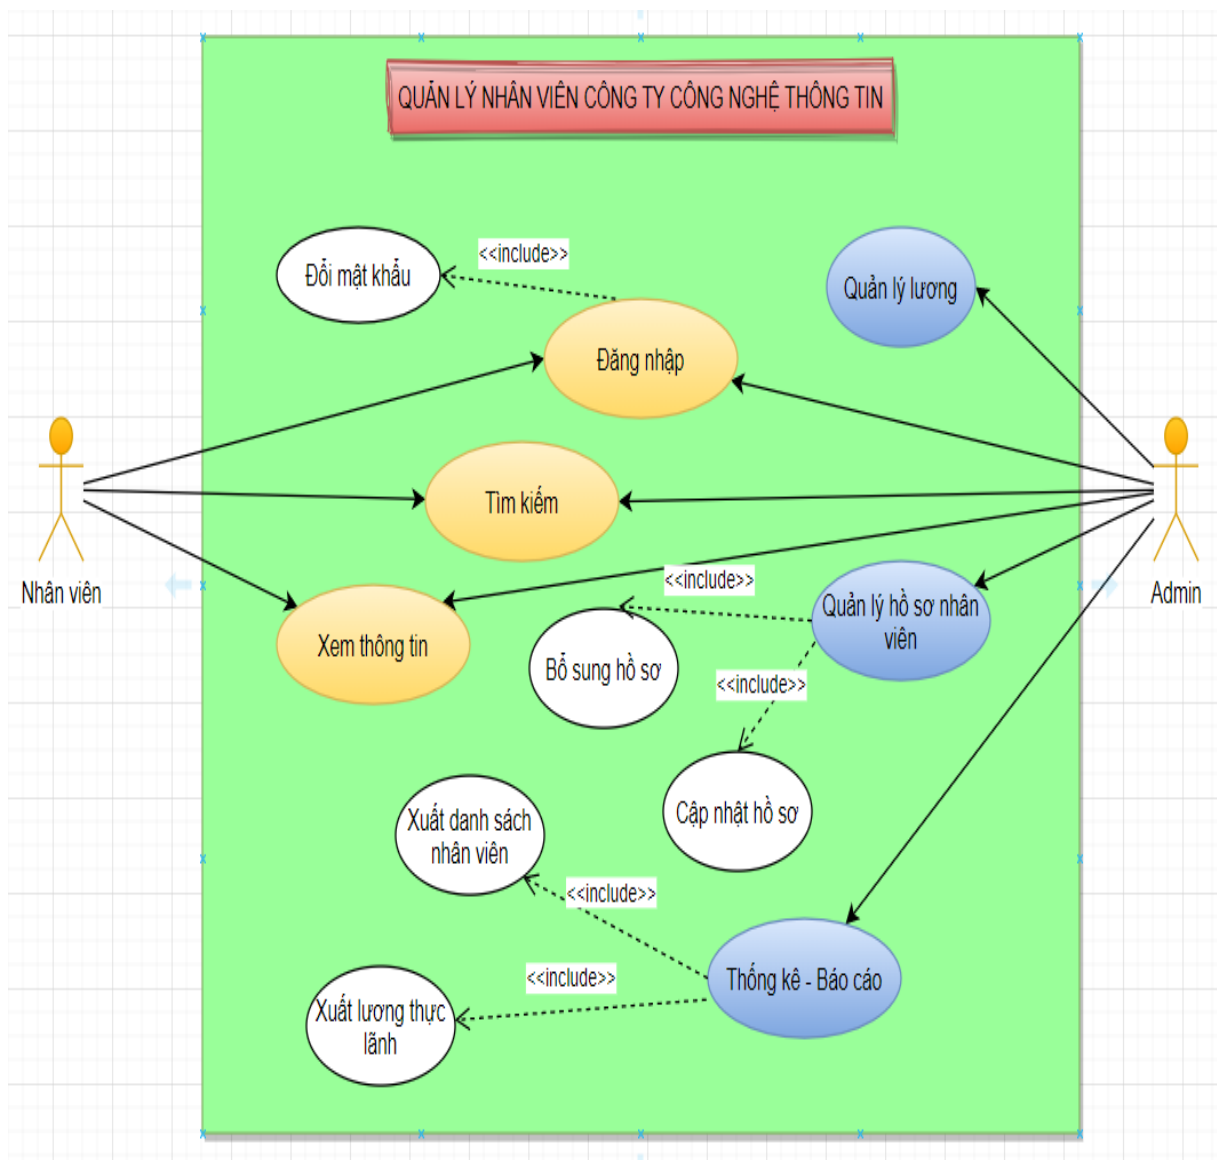 QUẢN LÝ NHÂN VIÊN CÔNG TY CÔNG NGHỆ THÔNG TIN
<<include>>
Đổi mật khẩu
Quản lý lương
Đăng nhập
Tìm kiếm
Nhân viên
Admin
<<include>>
Quản lý hồ sơ nhân
viên
Xem thông tin
Bổ sung hồ sơ
<<include>>
Cập nhật hồ sơ
Xuất danh sách
nhân viên
<<include>>
<<include>>
Thống kê - Báo cáo
Xuất lương thực
lãnh